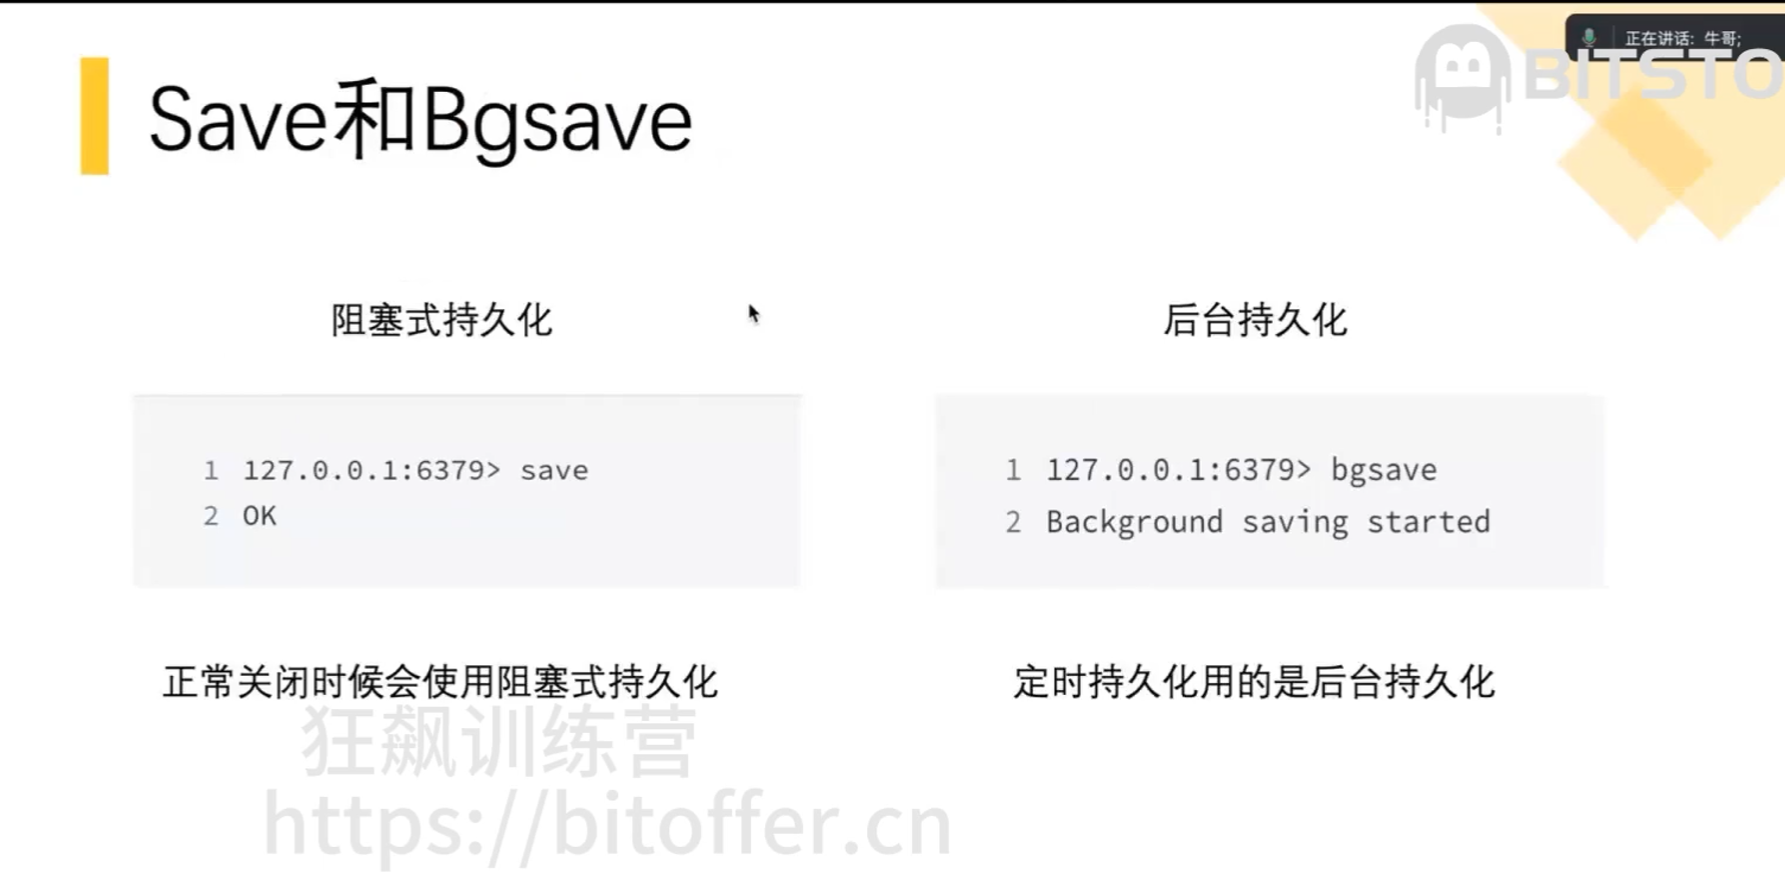 正在讲话: 牛哥;
BITSTO
Save和Bgsave
阻塞式持久化
1 127.0.0.1:6379> save
2 OK
正常关闭时候会使用阻塞式持久化
后台持久化
1 127.0.0.1:6379> bgsave
2 Background saving started
定时持久化用的是后台持久化
狂飙训练营
https://bitoffer.cn